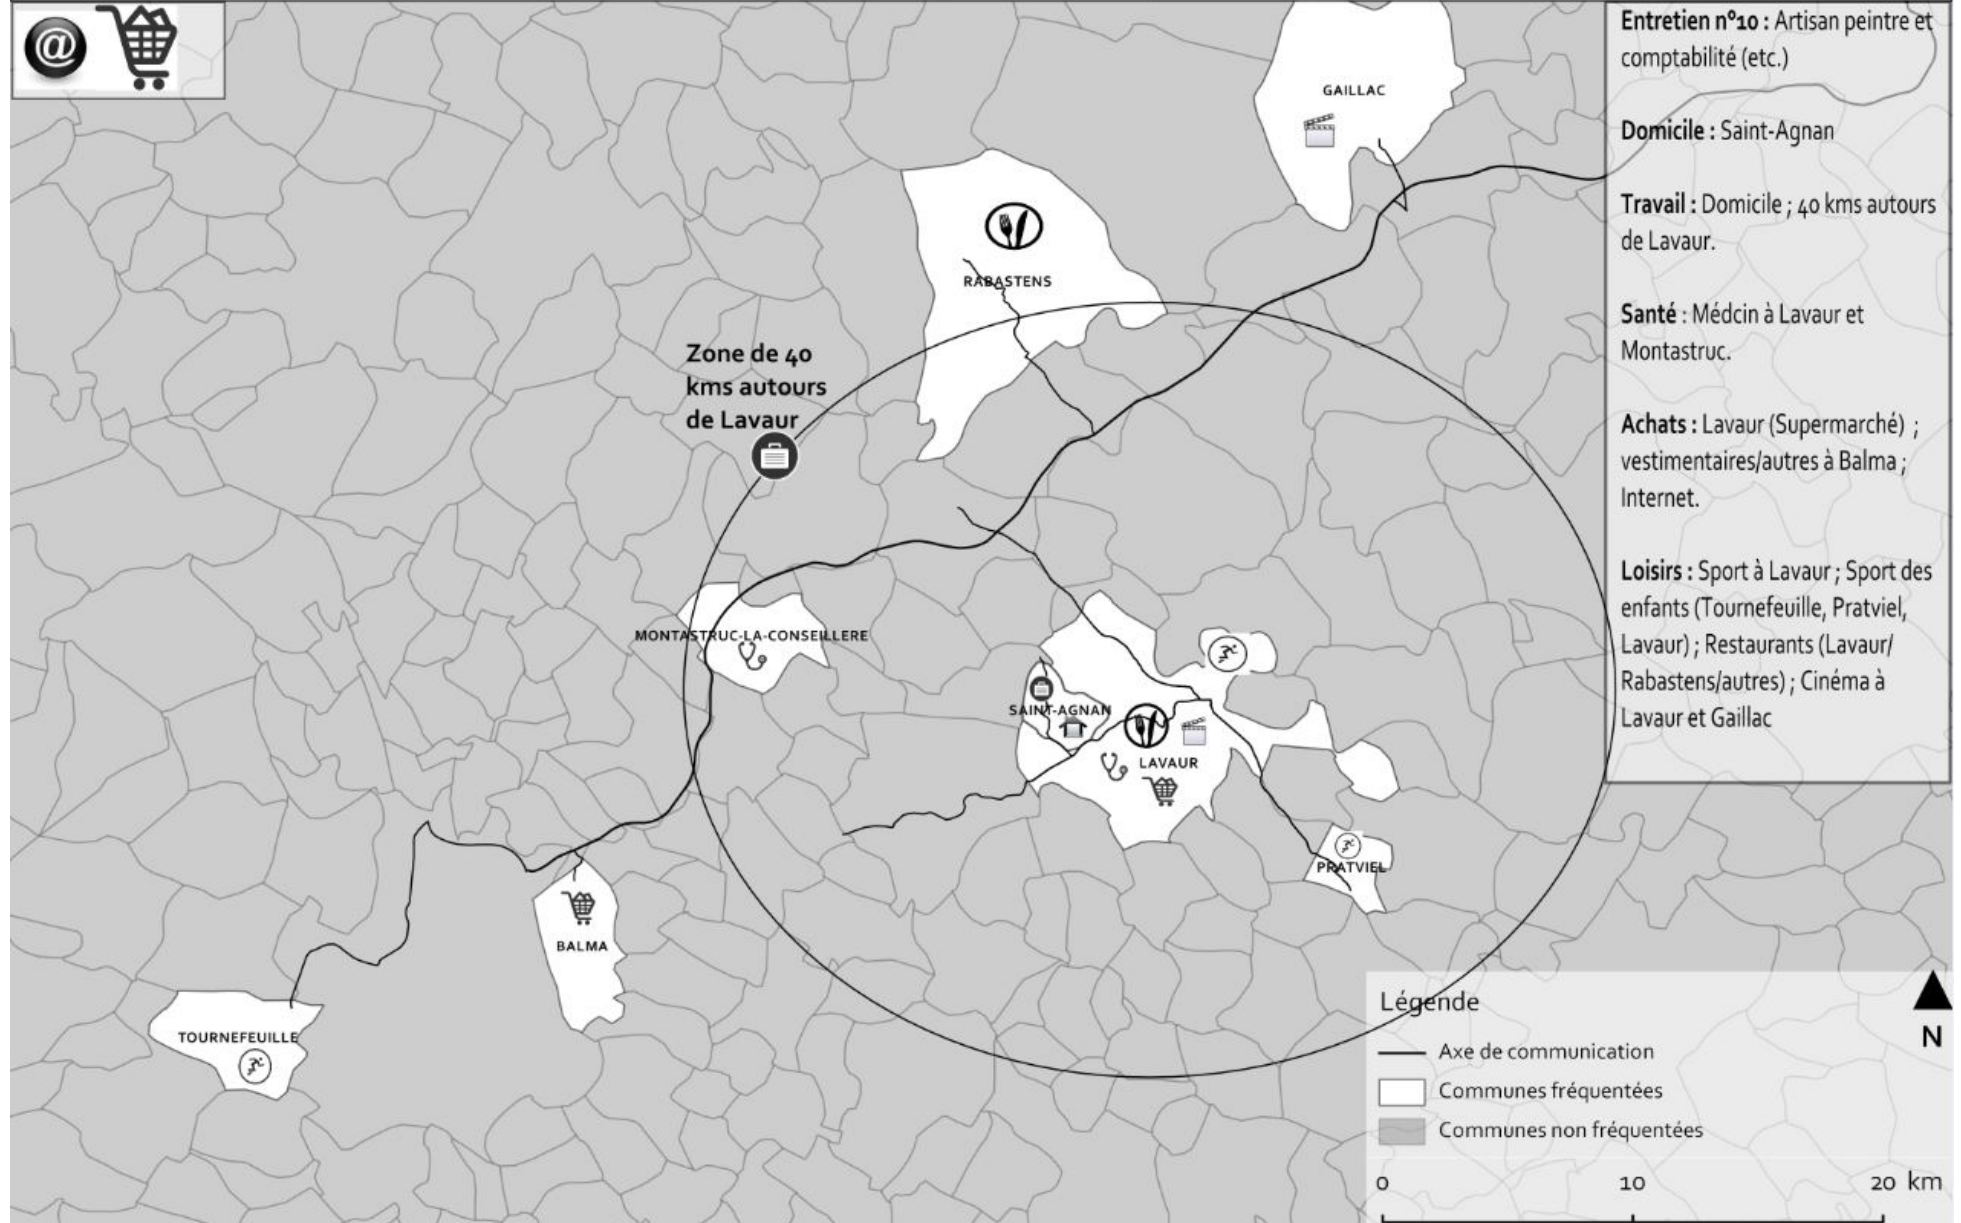 @
Entretien n°10 : Artisan peintre et
comptabilité (etc.)
Domicile : Saint-Agnan
Travail : Domicile ; 40 kms autours
de Lavaur.
Santé : Médcin à Lavaur et
Montastruc.
Achats : Lavaur (Supermarché) ;
vestimentaires/autres à Balma ;
Internet.
Loisirs : Sport à Lavaur ; Sport des
enfants (Tournefeuille, Pratviel,
Lavaur) ; Restaurants (Lavaur/
Rabastens/autres) ; Cinéma à
Lavaur et Gaillac
GAILLAC
RABASTENS
Zone de 40
kms autours
de Lavaur
MONTASTRUC-LA-CONSEILLERE
SAINT-AGNAN
LAVAUR
PRATVIEL
BALMA
TOURNEFEUILLE
Légende
Axe de communication
Communes fréquentées
Communes non fréquentées
N
0 10 20 km